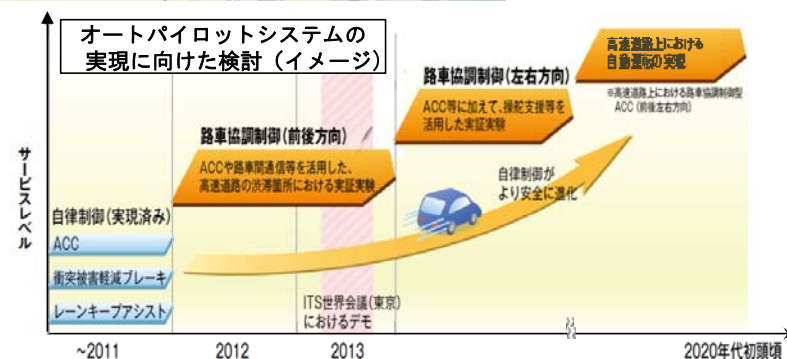 オートパイロットシステムの
実現に向けた検討（イメージ）
高速道路上における
自動運転の実現
※高速道路上における路車協調制御型
ACC（前後左右方向）
路車協調制御（左右方向）
ACC等に加えて、操舵支援等を
活用した実証実験
路車協調制御（前後方向）
ACCや路車間通信等を活用した、
高速道路の渋滞箇所における実証実験
自律制御が
より安全に進化
サービスレベル
自律制御（実現済み）
ACC
衝突被害軽減ブレーキ
レーンキープアシスト
ITS世界会議（東京）
におけるデモ
~2011
2012
2013
2020年代初頭頃